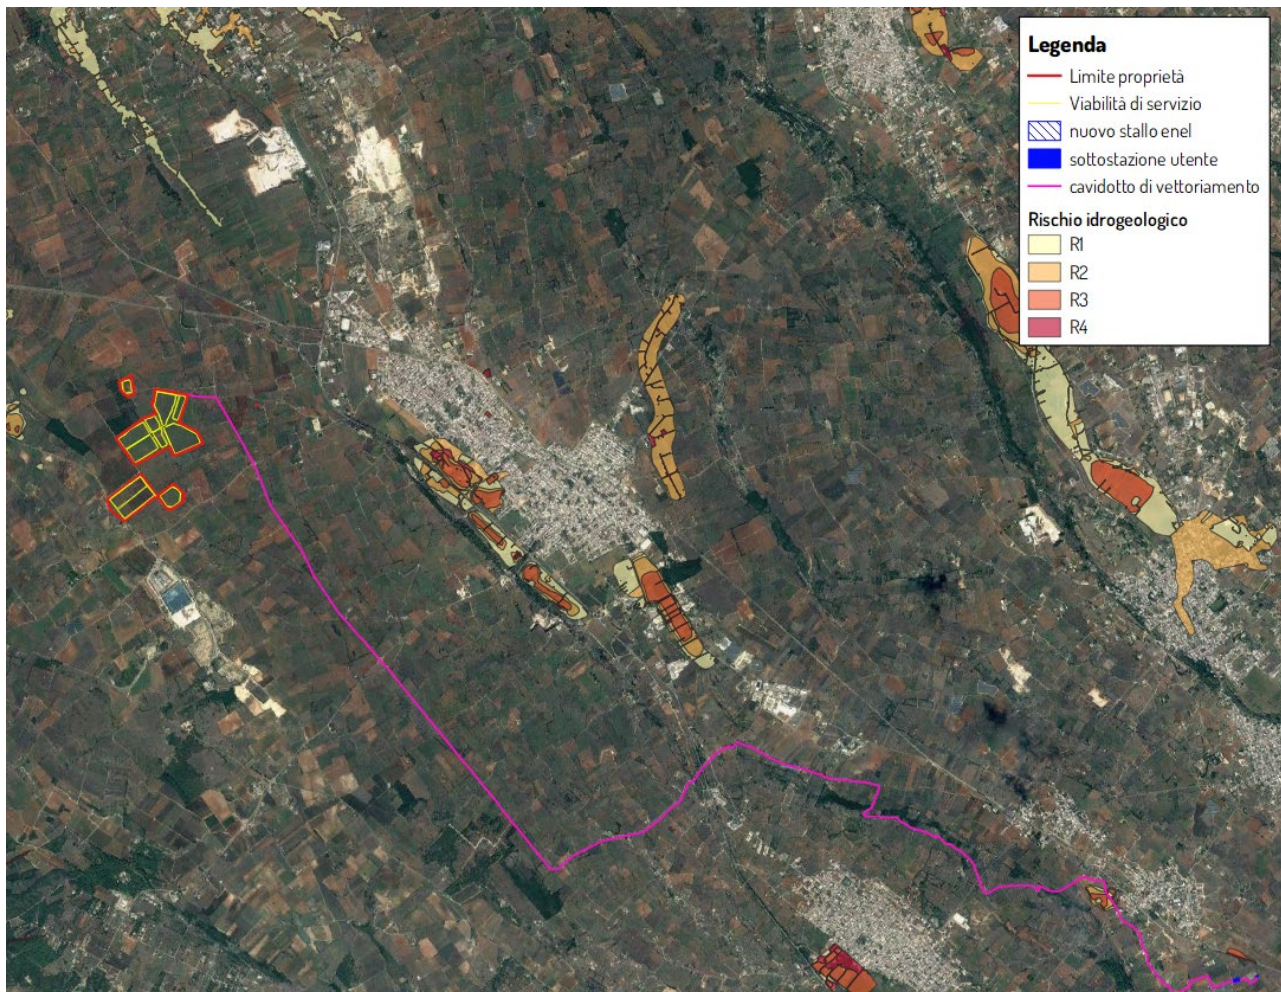 Legenda
Limite proprietà
Viabilità di servizio
nuovo stallo enel
sottostazione utente
cavidotto di vettoriamento
Rischio idrogeologico
R1
R2
R3
R4